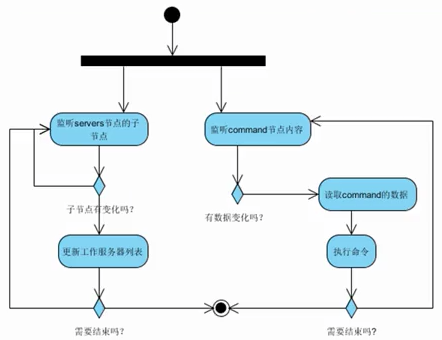 监听servers节点的子
节点
监听command节点内容
子节点有变化吗？
有数据变化吗？
读取command的数据
更新工作服务器列表
执行命令
需要结束吗？
需要结束吗?